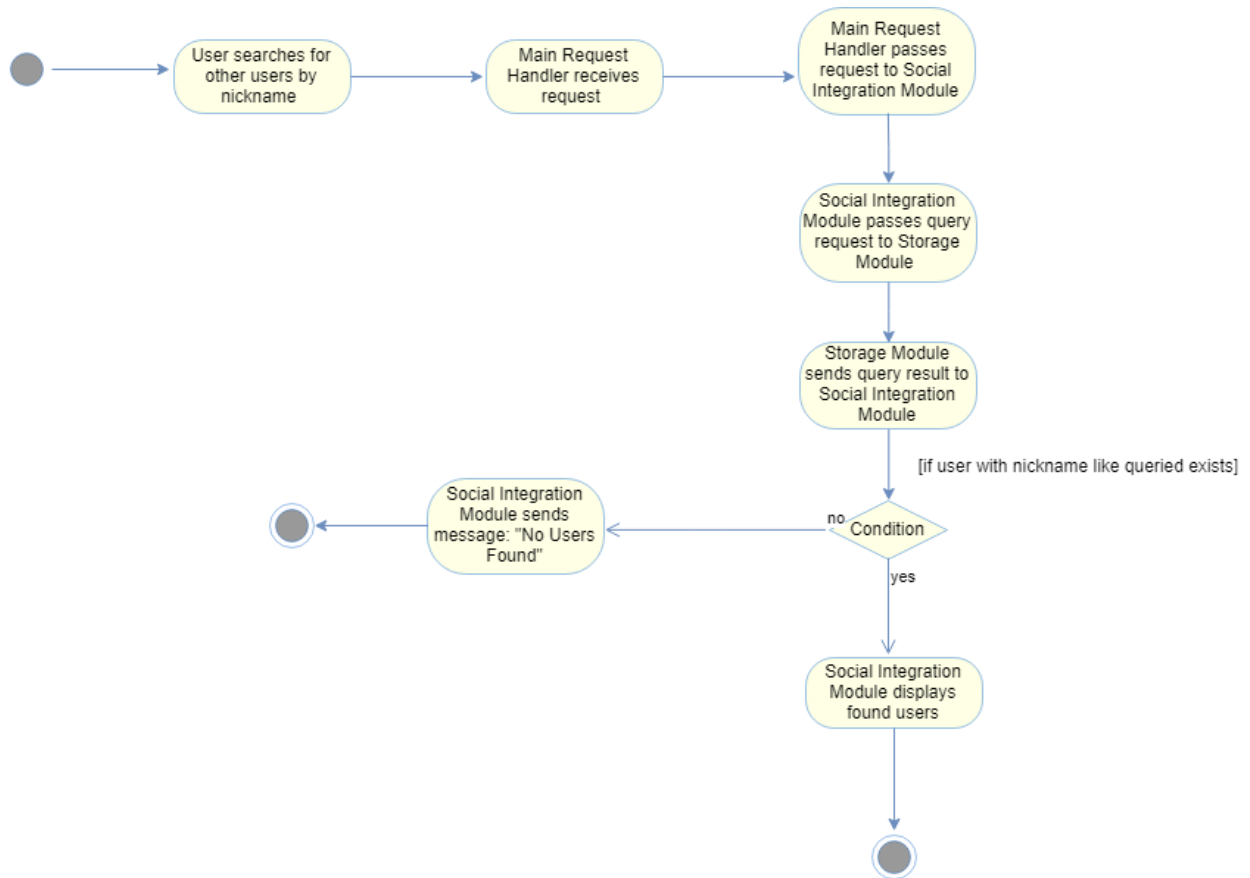 User searches for
other users by
nickname
Main Request
Handler receives
request
Main Request
Handler passes
request to Social
Integration Module
Social Integration
Module passes query
request to Storage
Module
Storage Module
sends query result to
Social Integration
Module
[if user with nickname like queried exists]
Condition
no
Social Integration
Module sends
message: "No Users
Found"
yes
Social Integration
Module displays
found users